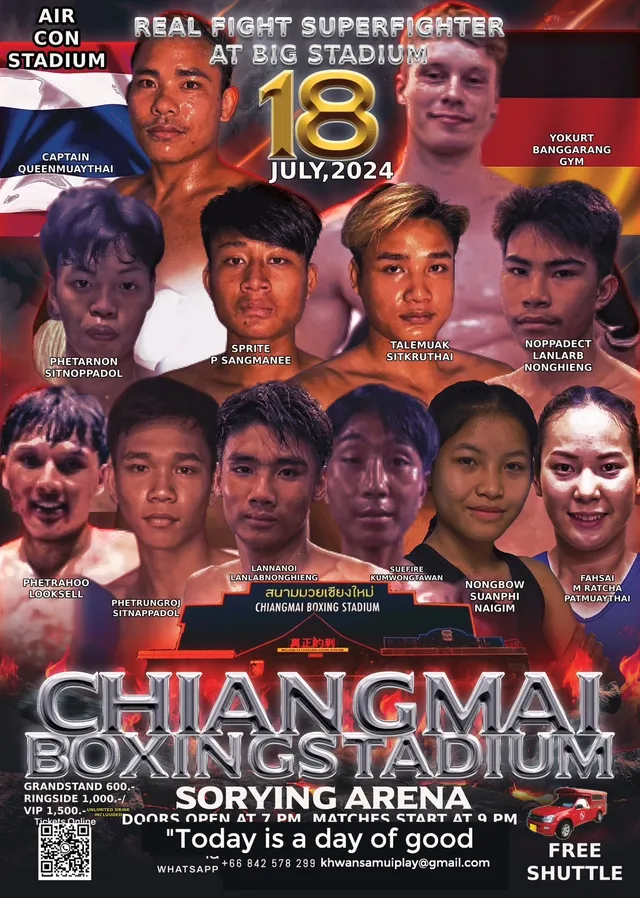 AIR
CON
STADIUM
REAL FIGHT SUPERFIGHTER
AT BIG STADIUM
18
JULY,2024
CAPTAIN
QUEENMUAYTHAI
YOKURT
BANGGARANG
GYM
PHETARNON
SITNOPPADOL
SPRITE
P SANGMANEE
TALEMUAK
SITKRUTHAI
NOPPADECT
LANLARB
NONGHIENG
PHETRAHOO
LOOKSELL
PHETRUNGROJ
SITNAPPADOL
LANNANOI
LANLABNONGHIENG
SUEFIRE
KUMWONGTAWAN
NONGBOW
SUANPHI
NAIGIM
FAHSAI
M RATCHA
PATMUAYTHAI
สนามมวยเชียงใหม่
CHIANGMAI BOXING STADIUM
CHIANGMAI
BOXINGSTADIUM
GRANDSTAND 600.-
RINGSIDE 1,000.-/
VIP 1,500.-
UNLIMITED DRINK
INCLUUDED
Tickets Online
SORYING ARENA
DOORS OPEN AT 7 PM. MATCHES START AT 9 PM
"Today is a day of good
WHATSAPP +66 842 578 299 khwansamuiplay@gmail.com
FREE
SHUTTLE